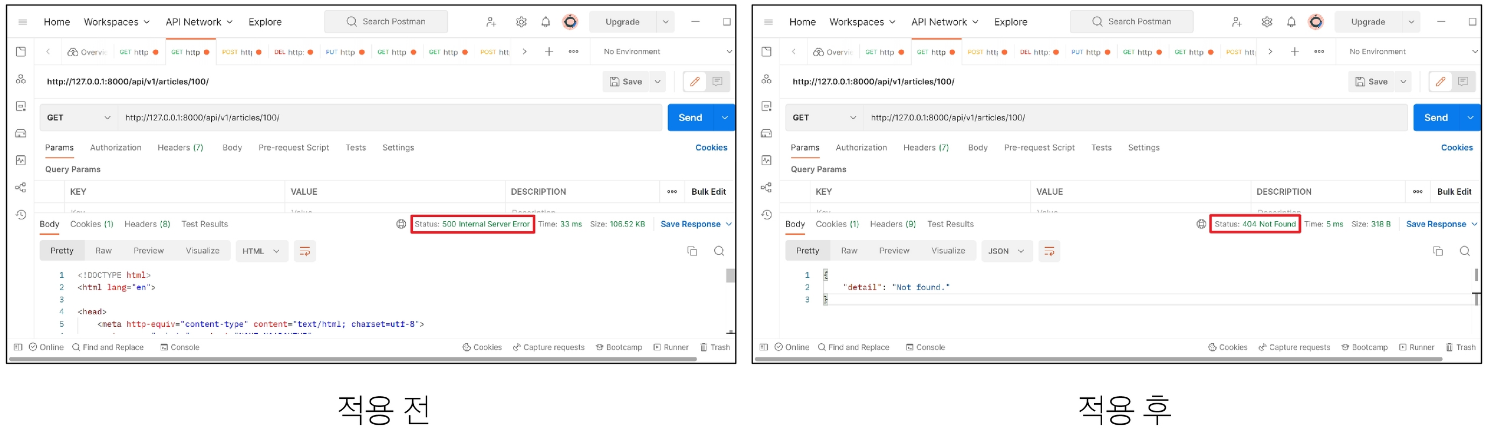 Home Workspaces API Network Explore Search Postman Upgrade
Overvie GET http GET http POST http DEL http: PUT http GET http GET http POST htt No Environment
http://127.0.0.1:8000/api/v1/articles/100/ Save
GET http://127.0.0.1:8000/api/v1/articles/100/ Send
Params Authorization Headers (7) Body Pre-request Script Tests Settings Cookies
Query Params
KEY VALUE DESCRIPTION Bulk Edit
Body Cookies (1) Headers (8) Test Results Status: 500 Internal Server Error Time: 33 ms Size: 106.52 KB Save Response
Pretty Raw Preview Visualize HTML
1 <!DOCTYPE html>
2 <html lang="en">
3
4 <head>
5 <meta http-equiv="content-type" content="text/html; charset=utf-8">
Online Find and Replace Console Cookies Capture requests Bootcamp Runner Trash
적용 전
Home Workspaces API Network Explore Search Postman Upgrade
Overvie GET http GET http POST http DEL http: PUT http GET http GET http POST htt No Environment
http://127.0.0.1:8000/api/v1/articles/100/ Save
GET http://127.0.0.1:8000/api/v1/articles/100/ Send
Params Authorization Headers (7) Body Pre-request Script Tests Settings Cookies
Query Params
KEY VALUE DESCRIPTION Bulk Edit
Body Cookies (1) Headers (9) Test Results Status: 404 Not Found Time: 5 ms Size: 318 B Save Response
Pretty Raw Preview Visualize JSON
1 {
2 "detail": "Not found."
3 }
Online Find and Replace Console Cookies Capture requests Bootcamp Runner Trash
적용 후